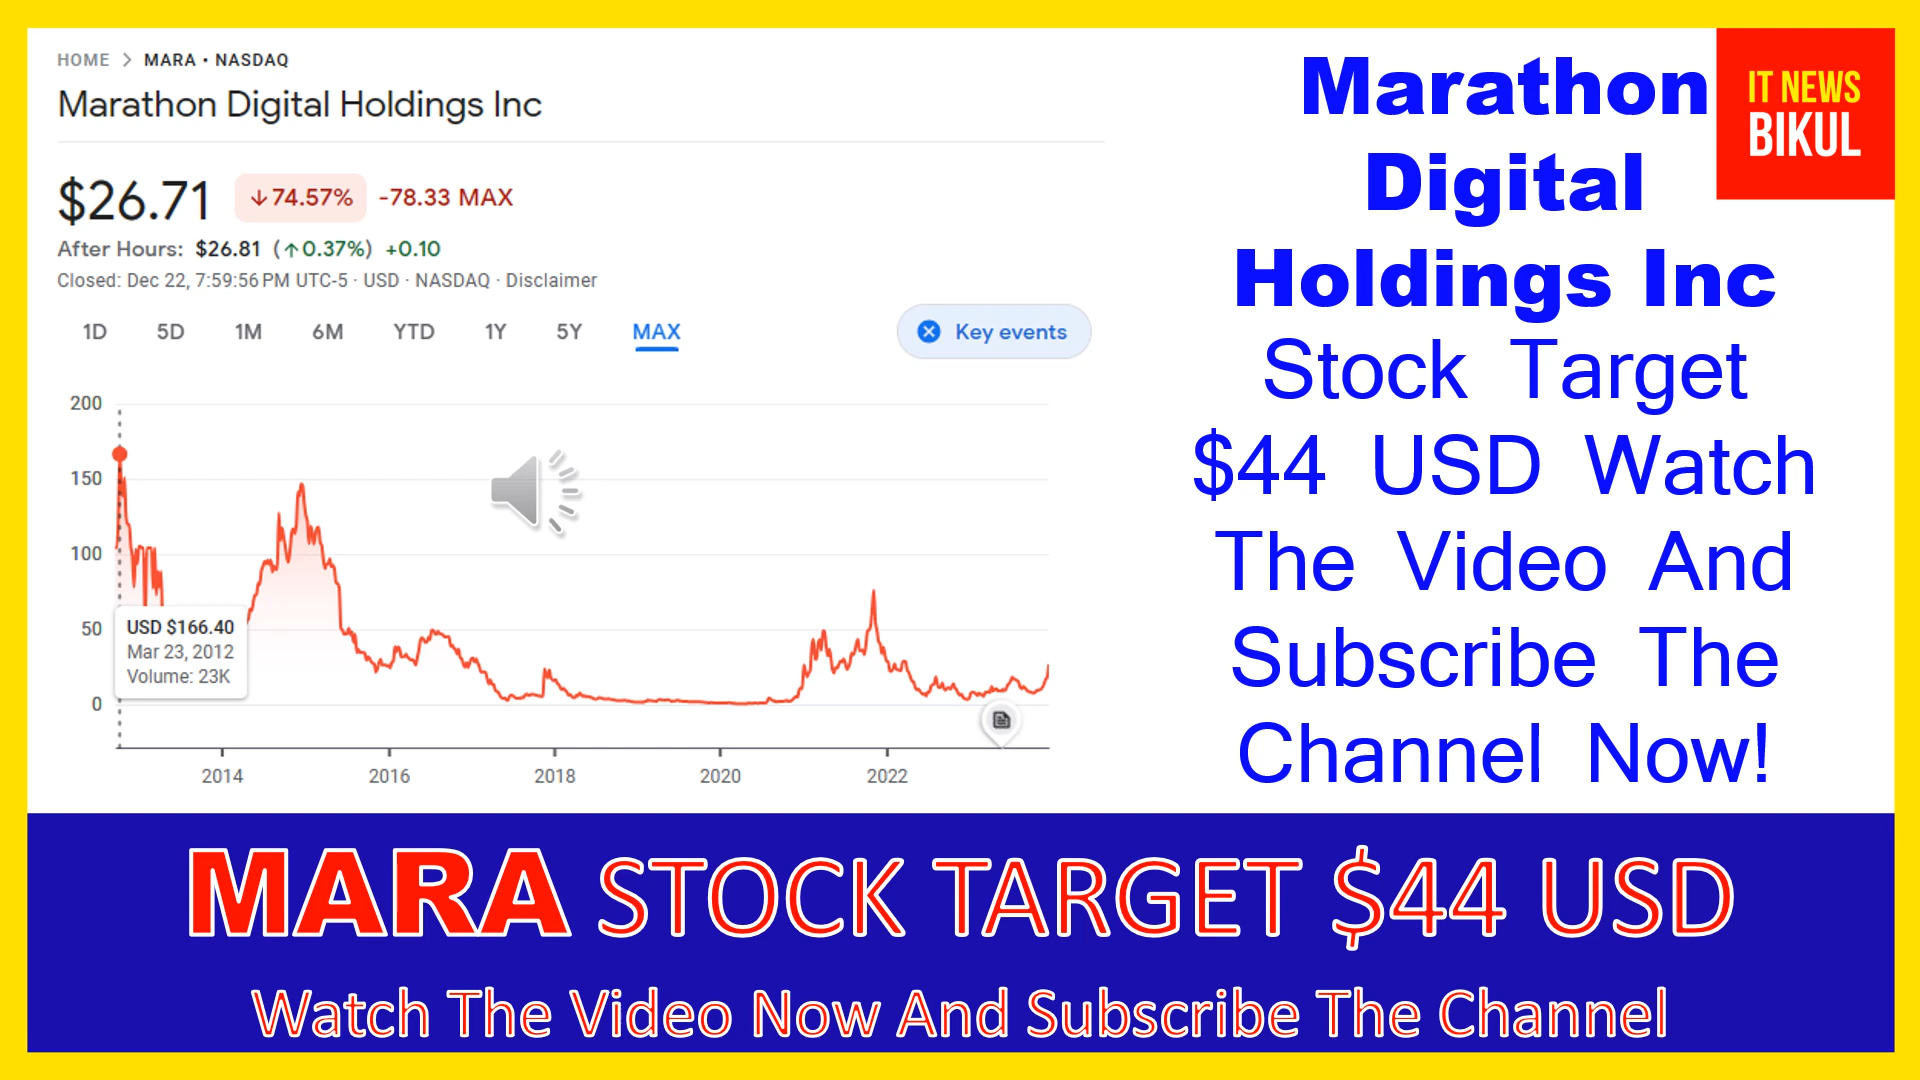 HOME > MARA • NASDAQ
Marathon Digital Holdings Inc
$26.71 ↓74.57% -78.33 MAX
After Hours: $26.81 (↑0.37%) +0.10
Closed: Dec 22, 7:59:56 PM UTC-5 · USD · NASDAQ · Disclaimer
1D 5D 1M 6M YTD 1Y 5Y MAX Key events
200
150
100
50
0
USD $166.40
Mar 23, 2012
Volume: 23K
2014 2016 2018 2020 2022
Marathon
Digital
Holdings Inc
Stock Target
$44 USD Watch
The Video And
Subscribe The
Channel Now!
IT NEWS
BIKUL
MARA STOCK TARGET $44 USD
Watch The Video Now And Subscribe The Channel